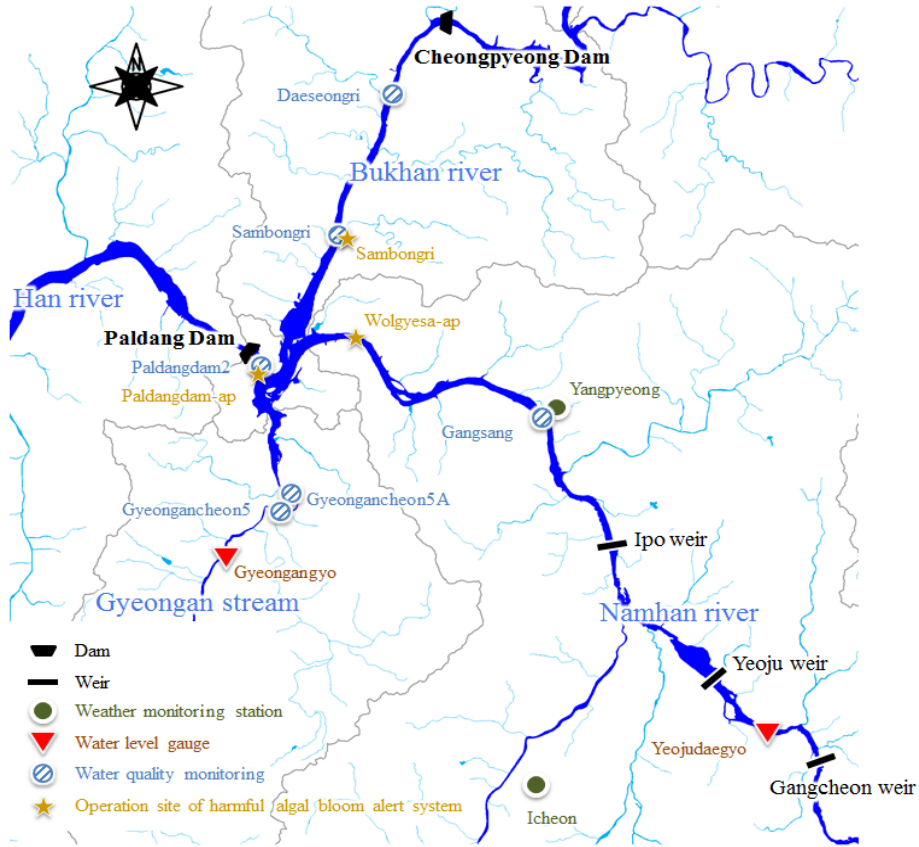 N
Cheongpyeong Dam
Daeseongri
Bukhan river
Sambongri
Sambongri
Han river
Wolgyesa-ap
Paldang Dam
Paldangdam2
Paldangdam-ap
Yangpyeong
Gangsang
Gyeongancheon5A
Gyeongancheon5
Ipo weir
Gyeongangyo
Gyeongan stream
Namhan river
Dam
Weir
Weather monitoring station
Water level gauge
Water quality monitoring
Operation site of harmful algal bloom alert system
Yeoju weir
Yeojudaegyo
Gangcheon weir
Icheon